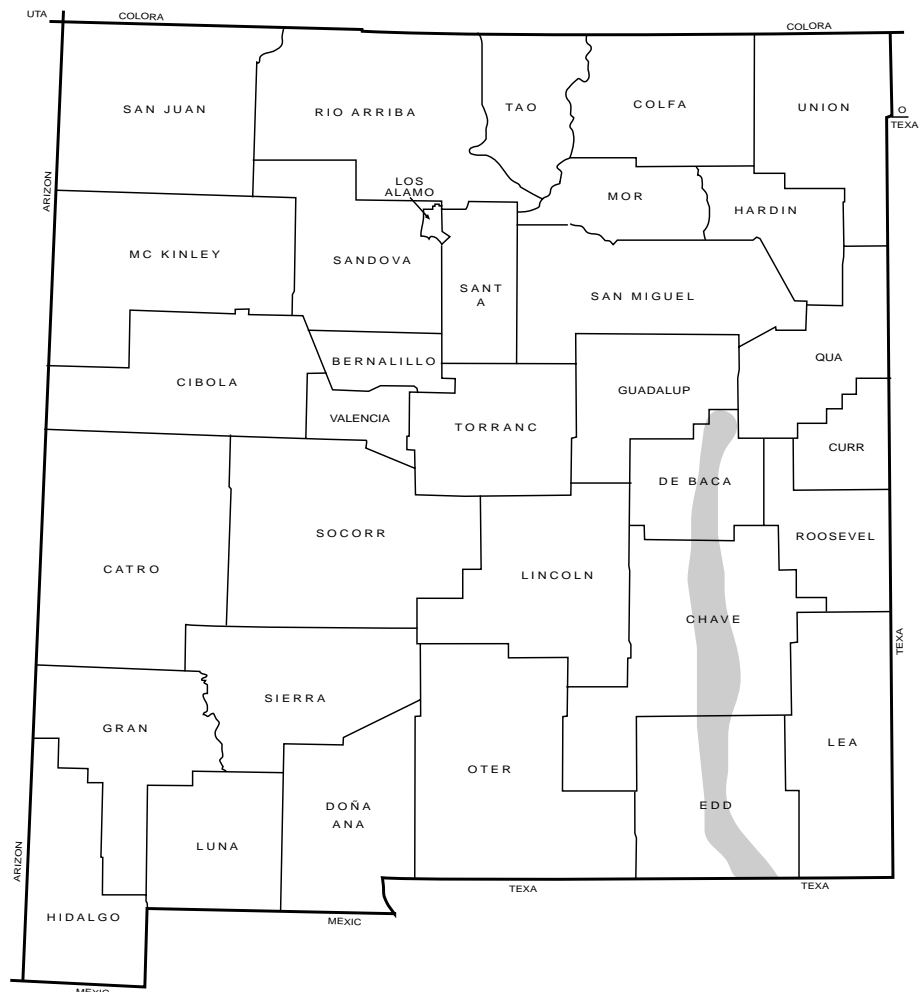 UTA
COLORA
COLORA
SAN JUAN
RIO ARRIBA
TAO
COLFA
UNION
O
TEXA
ARIZON
LOS
ALAMO
MOR
HARDIN
MC KINLEY
SANDOVA
SANT
A
SAN MIGUEL
BERNALILLO
QUA
CIBOLA
GUADALUP
VALENCIA
TORRANC
CURR
DE BACA
SOCORR
ROOSEVEL
CATRO
LINCOLN
CHAVE
TEXA
SIERRA
GRAN
LEA
OTER
EDD
DOÑA
ANA
LUNA
ARIZON
TEXA
TEXA
HIDALGO
MEXIC
MEXIC